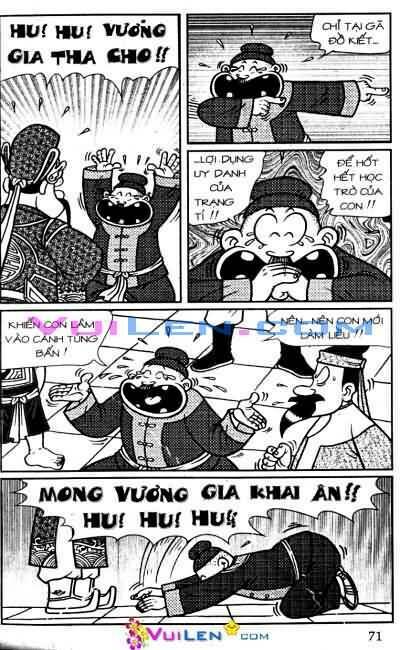 HU! HU! VƯƠNG
GIA THA CHO!!
CHỈ TẠI GÃ
ĐỒ KIẾT...
...LỢI DỤNG
UY DANH
CỦA
TRẠNG
TÍ!!
ĐỂ HỐT
HẾT HỌC
TRÒ CỦA
CON!!
KHIẾN CON LÂM
VÀO CẢNH TÚNG
BẤN!
NÊN.. NÊN CON MỚI
LÀM LIỀU!!
VUILEN.COM
MONG VƯƠNG GIA KHAI ÂN!!
HU! HU! HU!!
71
VUILEN.COM